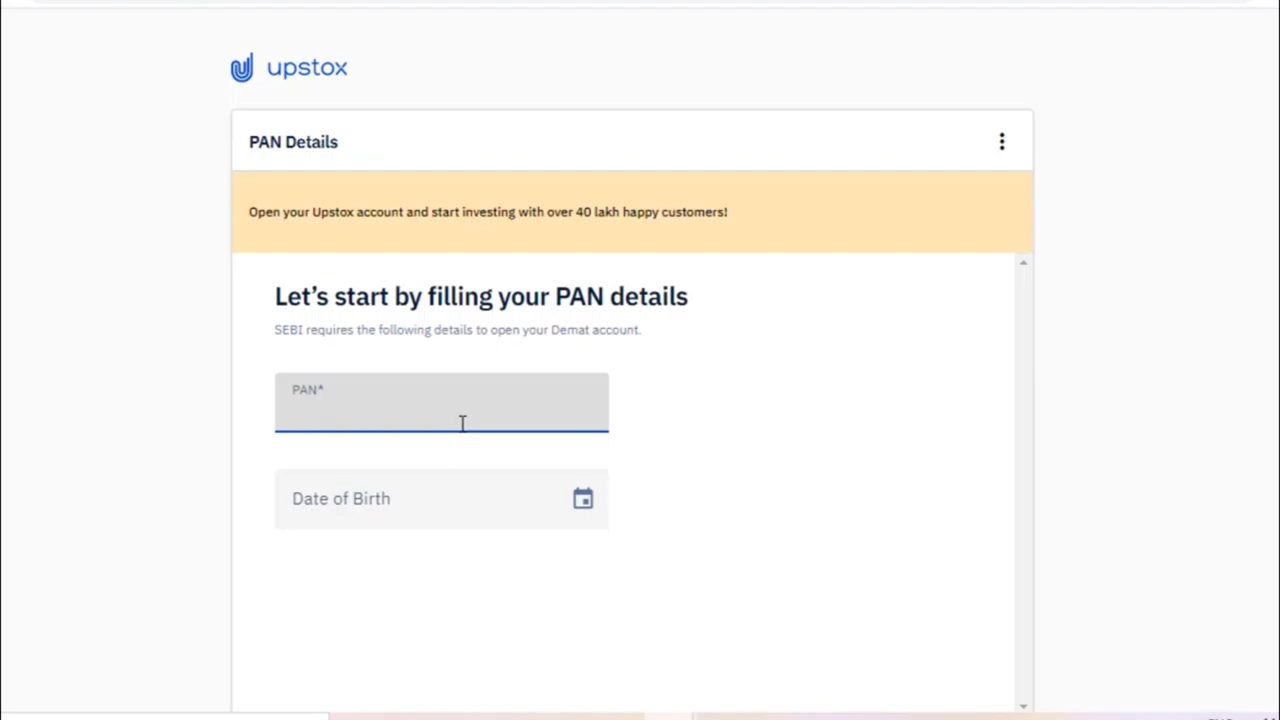 upstox
PAN Details
Open your Upstox account and start investing with over 40 lakh happy customers!
Let’s start by filling your PAN details
SEBI requires the following details to open your Demat account.
PAN*
Date of Birth